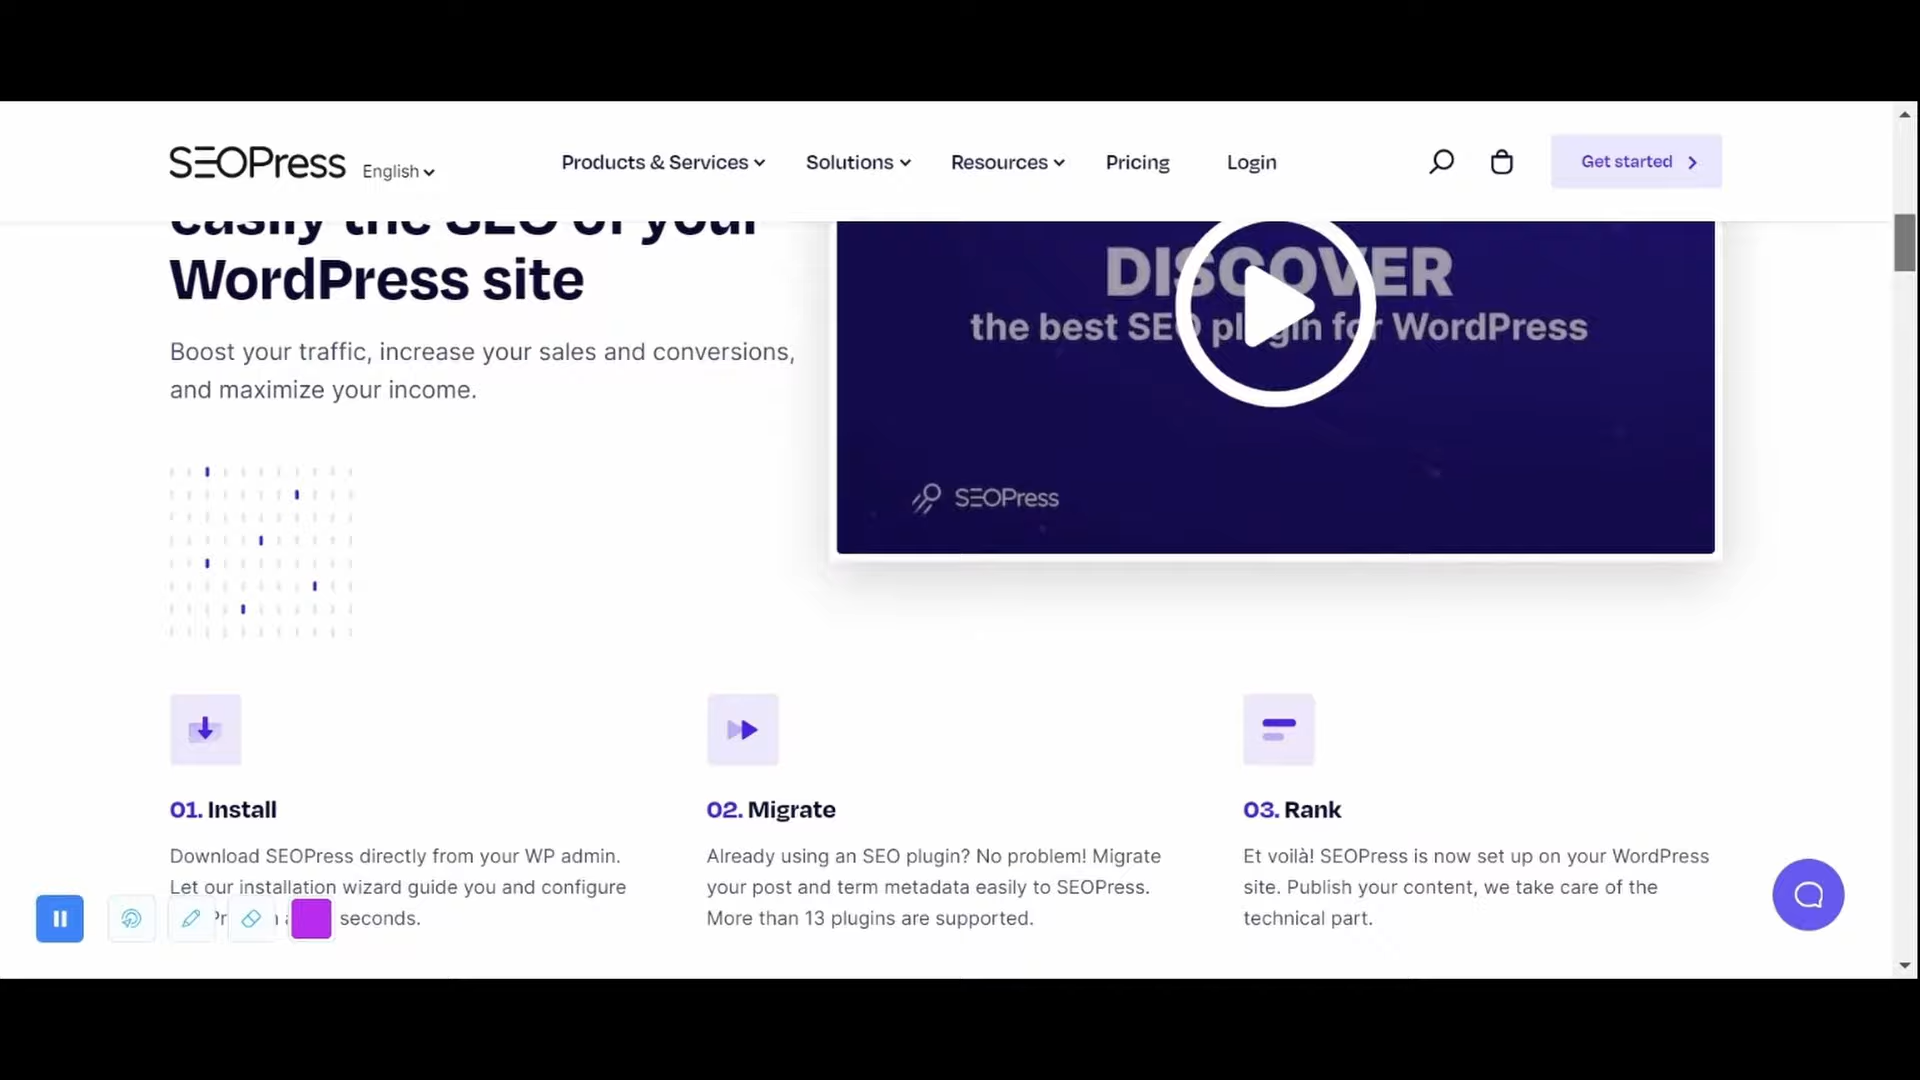 SEOPress
English
Products & Services
Solutions
Resources
Pricing
Login
Get started
easily the SEO of your
WordPress site
Boost your traffic, increase your sales and conversions,
and maximize your income.
DISCOVER
the best SEO plugin for WordPress
SEOPress
01. Install
Download SEOPress directly from your WP admin.
Let our installation wizard guide you and configure
seconds.
02. Migrate
Already using an SEO plugin? No problem! Migrate
your post and term metadata easily to SEOPress.
More than 13 plugins are supported.
03. Rank
Et voilà! SEOPress is now set up on your WordPress
site. Publish your content, we take care of the
technical part.